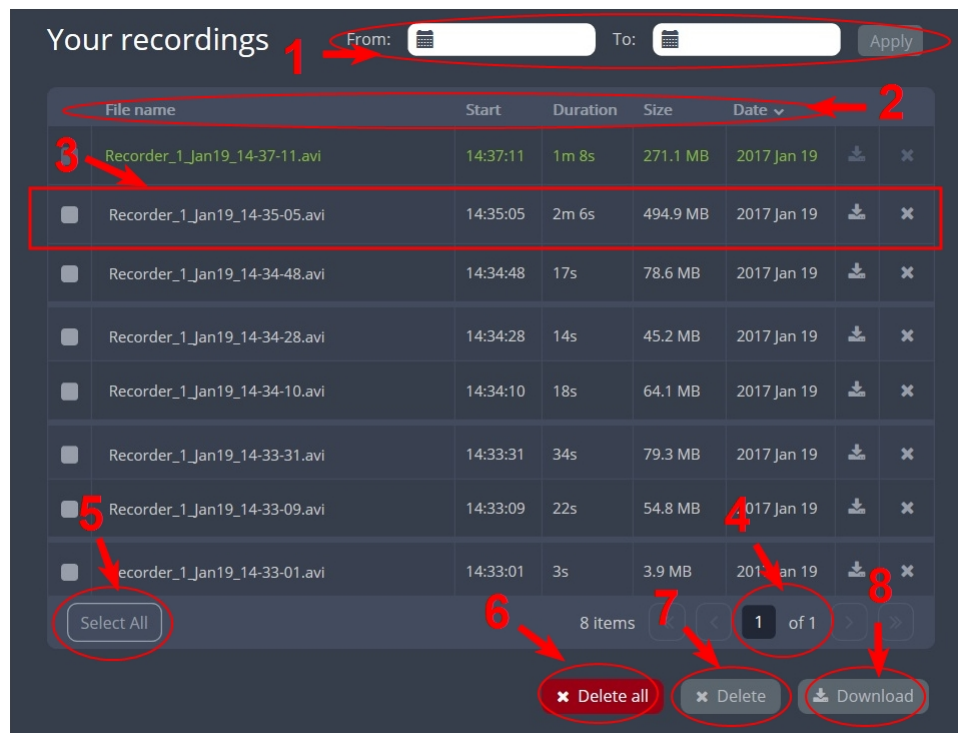 Your recordings 1 From: To: Apply
File name Start Duration Size Date 2
3 Recorder_1_Jan19_14-37-11.avi 14:37:11 1m 8s 271.1 MB 2017 Jan 19
Recorder_1_Jan19_14-35-05.avi 14:35:05 2m 6s 494.9 MB 2017 Jan 19
Recorder_1_Jan19_14-34-48.avi 14:34:48 17s 78.6 MB 2017 Jan 19
Recorder_1_Jan19_14-34-28.avi 14:34:28 14s 45.2 MB 2017 Jan 19
Recorder_1_Jan19_14-34-10.avi 14:34:10 18s 64.1 MB 2017 Jan 19
Recorder_1_Jan19_14-33-31.avi 14:33:31 34s 79.3 MB 2017 Jan 19
5 Recorder_1_Jan19_14-33-09.avi 14:33:09 22s 54.8 MB 4 2017 Jan 19
Recorder_1_Jan19_14-33-01.avi 14:33:01 3s 3.9 MB 2017 Jan 19 8
Select All 6 8 items 7 1 of 1
Delete all Delete Download